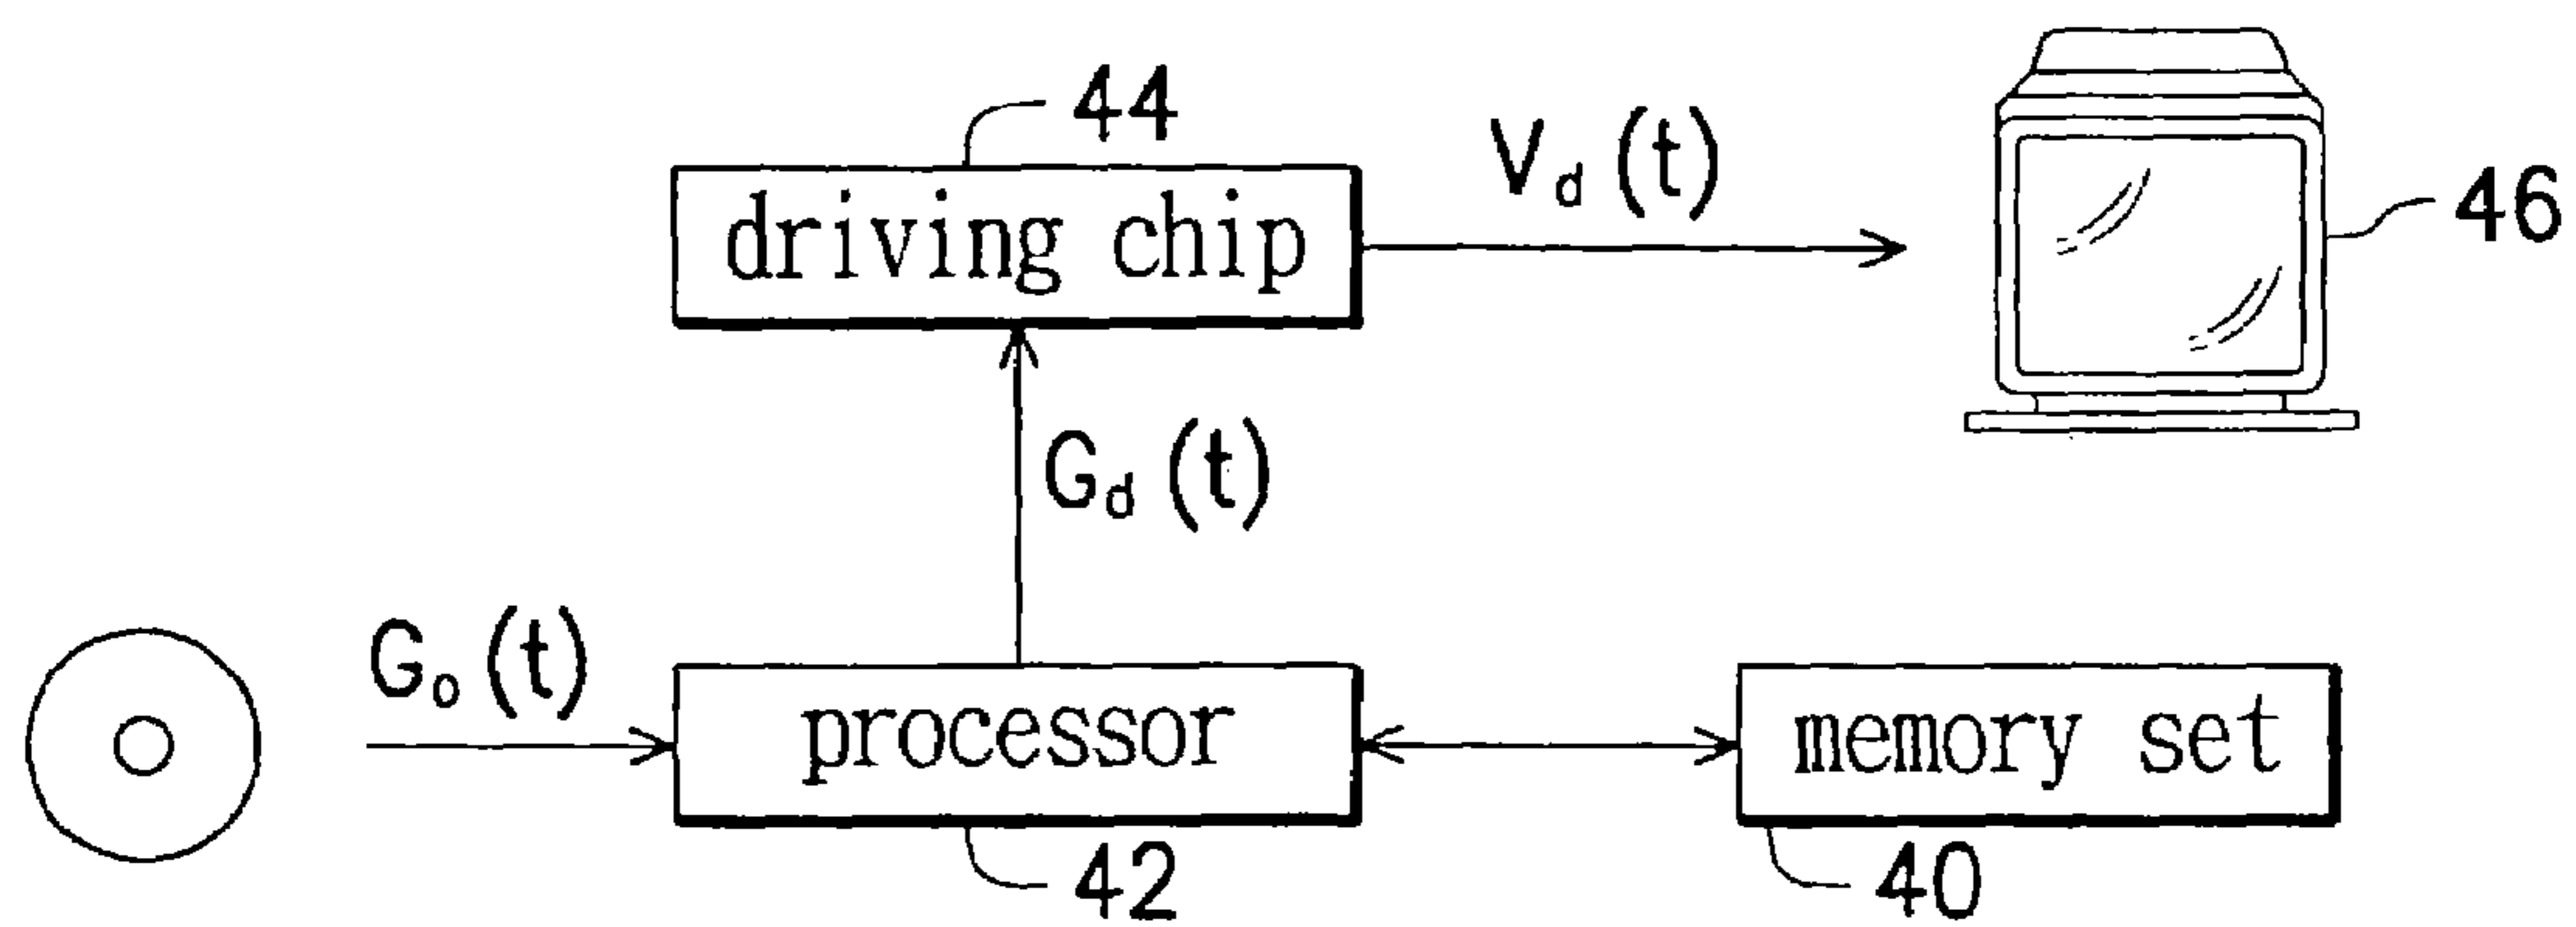 44
driving chip
Vd (t)
46
Gd (t)
Go (t)
processor
memory set
42
40